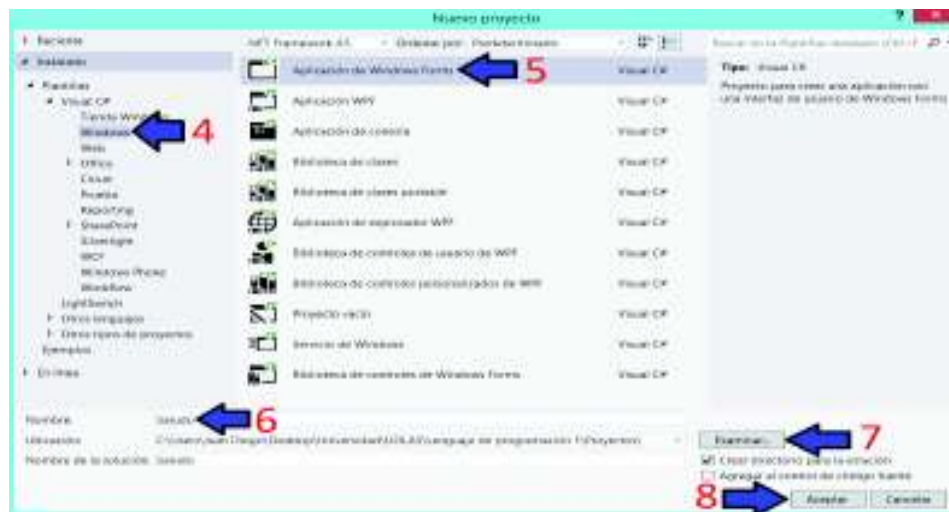 Nuevo proyecto
?
Reciente
.NET Framework 4.5 Ordenar por: Predeterminado
Instalado
Plantillas
Visual C#
Tienda Win
Windows 4
Web
Office
Cloud
Prueba
Reporting
SharePoint
Silverlight
WCF
Windows Phone
Workflow
LightSwitch
Otros lenguajes
Otros tipos de proyectos
Ejemplos
En línea
Aplicación de Windows Forms 5 Visual C#
Aplicación WPF Visual C#
Aplicación de consola Visual C#
Biblioteca de clases Visual C#
Biblioteca de clases portable Visual C#
Aplicación de explorador WPF Visual C#
Biblioteca de controles de usuario de WPF Visual C#
Biblioteca de controles personalizados de WPF Visual C#
Proyecto vacío Visual C#
Servicio de Windows Visual C#
Biblioteca de controles de Windows Forms Visual C#
Tipo: Visual C#
Proyecto para crear una aplicación con
una interfaz de usuario de Windows Forms
Nombre: 6
Ubicación:
Nombre de la solución:
Examinar... 7
Crear directorio para la solución
Agregar al control de código fuente
8 Aceptar Cancelar